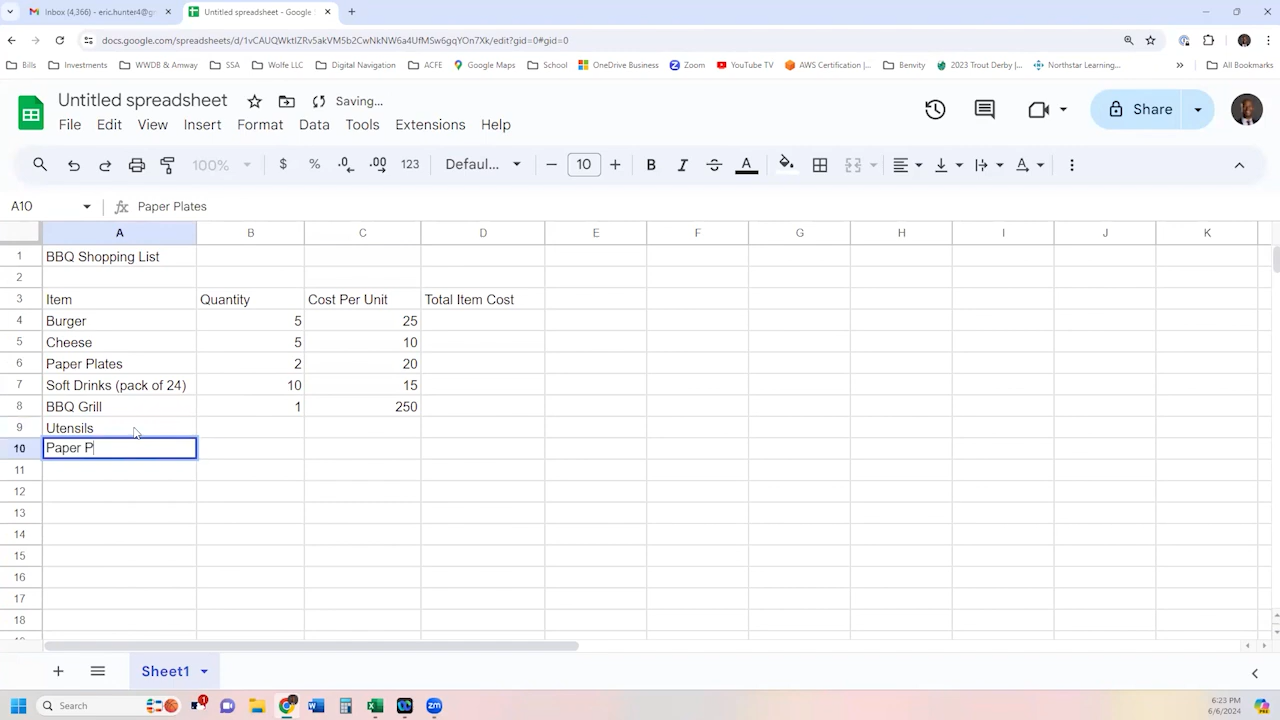 Inbox (4,366) - eric.hunter4@g
Untitled spreadsheet - Google
docs.google.com/spreadsheets/d/1vCAUQWktIZRv5akVM5b2CwNkNW6a4UfMSw6gqYOn7Xk/edit?gid=0#gid=0
Bills Investments WWDB & Amway SSA Wolfe LLC Digital Navigation ACFE Google Maps School OneDrive Business Zoom YouTube TV AWS Certification |... Benvity 2023 Trout Derby|... Northstar Learning... » All Bookmarks
Untitled spreadsheet Saving...
File Edit View Insert Format Data Tools Extensions Help
Share
100% $ % .0 .00 123 Defaul... 10 B I S A
A10 fx Paper Plates
A B C D E F G H I J K
1 BBQ Shopping List
2
3 Item Quantity Cost Per Unit Total Item Cost
4 Burger 5 25
5 Cheese 5 10
6 Paper Plates 2 20
7 Soft Drinks (pack of 24) 10 15
8 BBQ Grill 1 250
9 Utensils
10 Paper P
11
12
13
14
15
16
17
18
Sheet1
Search
1
6:23 PM
6/6/2024